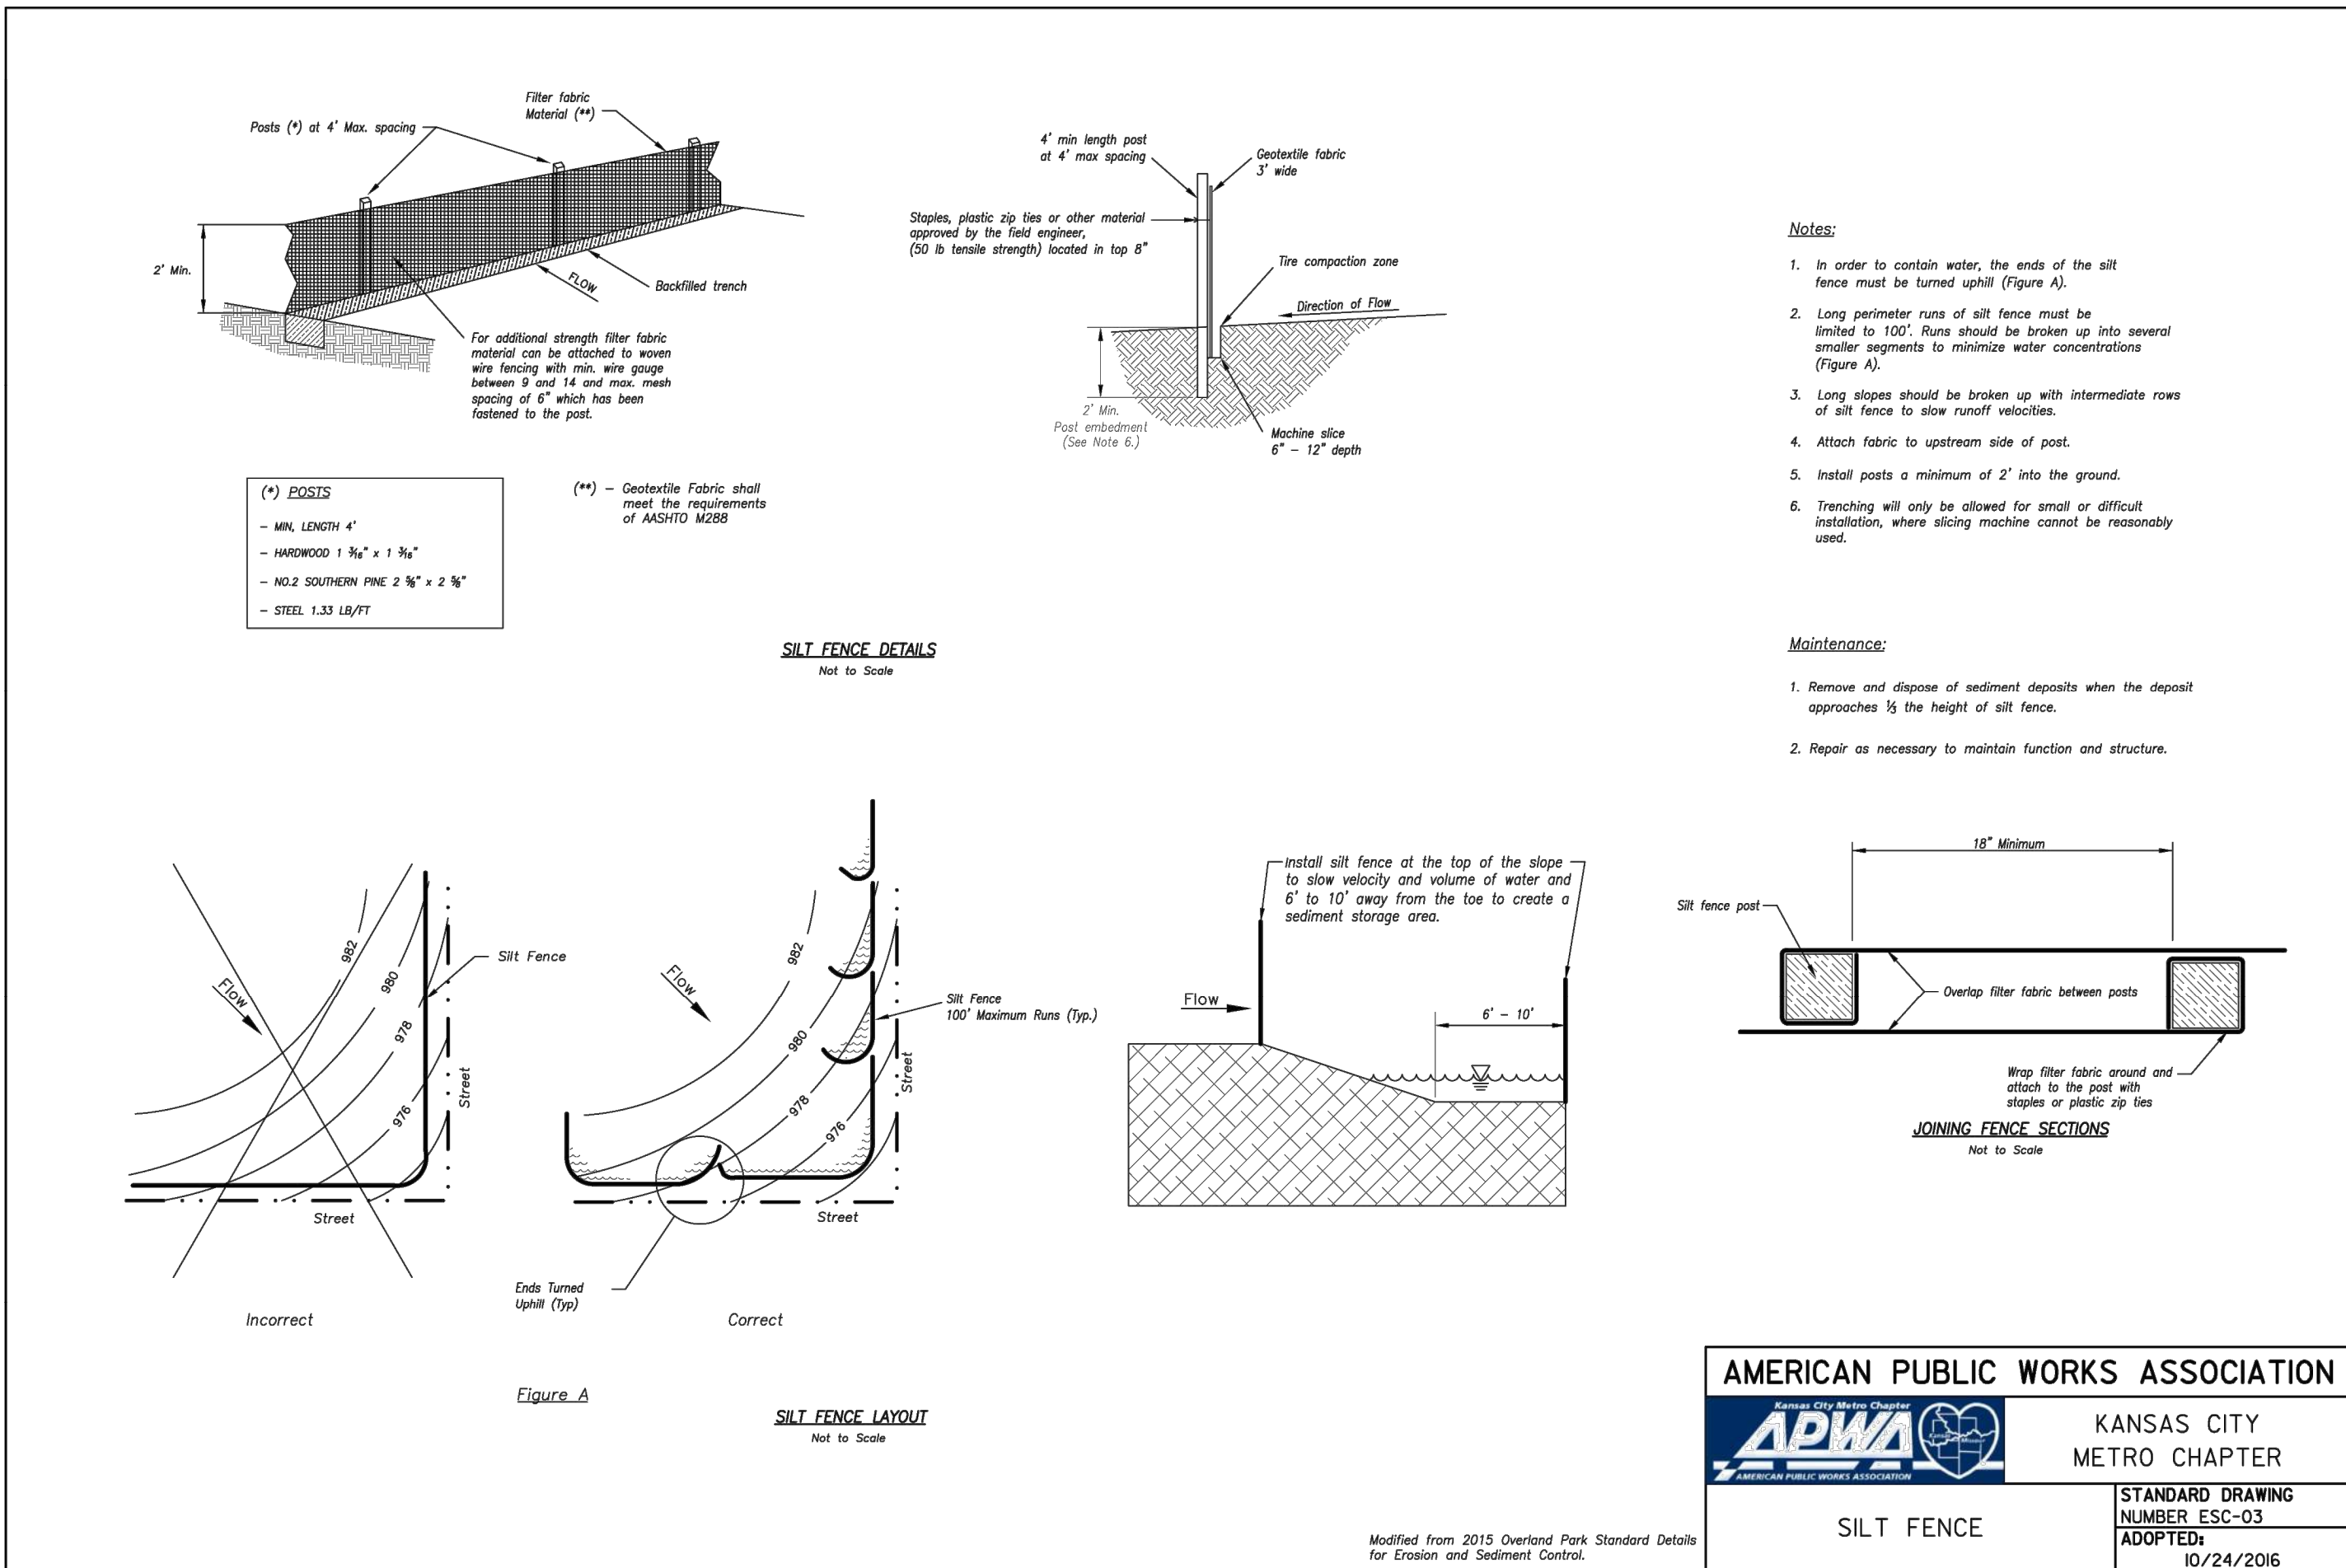 Filter fabric
Material (**)
Posts (*) at 4' Max. spacing
2' Min.
FLOW
Backfilled trench
For additional strength filter fabric
material can be attached to woven
wire fencing with min. wire gauge
between 9 and 14 and max. mesh
spacing of 6" which has been
fastened to the post.
(*) POSTS
– MIN, LENGTH 4'
– HARDWOOD 1 3/16" x 1 3/16"
– NO.2 SOUTHERN PINE 2 5/8" x 2 5/8"
– STEEL 1.33 LB/FT
(**) – Geotextile Fabric shall
meet the requirements
of AASHTO M288
4' min length post
at 4' max spacing
Geotextile fabric
3' wide
Staples, plastic zip ties or other material
approved by the field engineer,
(50 lb tensile strength) located in top 8"
Tire compaction zone
Direction of Flow
2' Min.
Post embedment
(See Note 6.)
Machine slice
6" – 12" depth
SILT FENCE DETAILS
Not to Scale
Notes:
1. In order to contain water, the ends of the silt
fence must be turned uphill (Figure A).
2. Long perimeter runs of silt fence must be
limited to 100'. Runs should be broken up into several
smaller segments to minimize water concentrations
(Figure A).
3. Long slopes should be broken up with intermediate rows
of silt fence to slow runoff velocities.
4. Attach fabric to upstream side of post.
5. Install posts a minimum of 2' into the ground.
6. Trenching will only be allowed for small or difficult
installation, where slicing machine cannot be reasonably
used.
Maintenance:
1. Remove and dispose of sediment deposits when the deposit
approaches 1/3 the height of silt fence.
2. Repair as necessary to maintain function and structure.
982
980
978
976
Flow
Silt Fence
Street
Street
Incorrect
982
980
978
976
Flow
Silt Fence
100' Maximum Runs (Typ.)
Street
Street
Ends Turned
Uphill (Typ)
Correct
Figure A
SILT FENCE LAYOUT
Not to Scale
Install silt fence at the top of the slope
to slow velocity and volume of water and
6' to 10' away from the toe to create a
sediment storage area.
Flow
6' – 10'
18" Minimum
Silt fence post
Overlap filter fabric between posts
Wrap filter fabric around and
attach to the post with
staples or plastic zip ties
JOINING FENCE SECTIONS
Not to Scale
Modified from 2015 Overland Park Standard Details
for Erosion and Sediment Control.
AMERICAN PUBLIC WORKS ASSOCIATION
Kansas City Metro Chapter
APWA
Kansas Missouri
AMERICAN PUBLIC WORKS ASSOCIATION
KANSAS CITY
METRO CHAPTER
SILT FENCE
STANDARD DRAWING
NUMBER ESC-03
ADOPTED:
10/24/2016